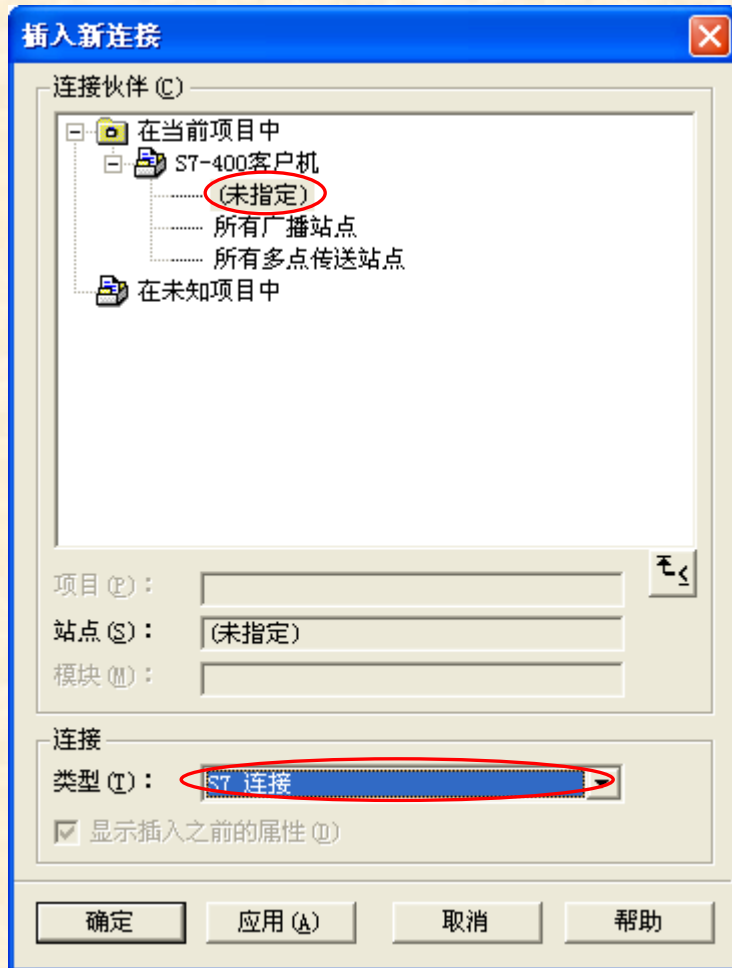 插入新连接
连接伙伴(C)
在当前项目中
S7-400客户机
(未指定)
所有广播站点
所有多点传送站点
在未知项目中
项目(P)：
站点(S)： (未指定)
模块(M)：
连接
类型(T)： S7 连接
显示插入之前的属性(D)
确定 应用(A) 取消 帮助